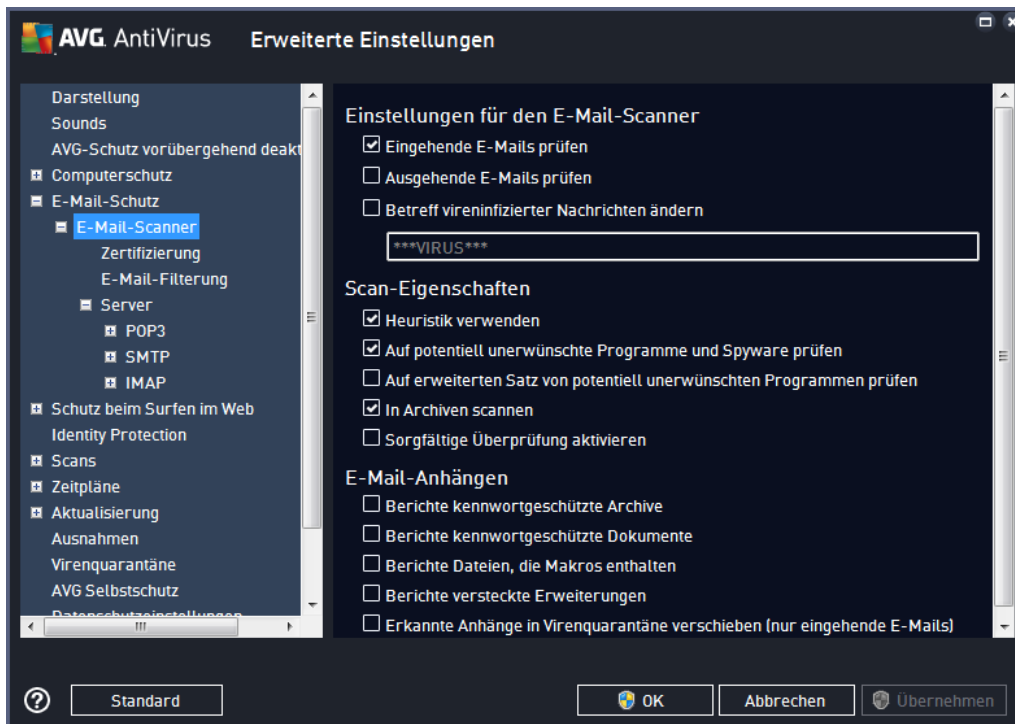 AVG AntiVirus Erweiterte Einstellungen
Darstellung
Sounds
AVG-Schutz vorübergehend deakt
Computerschutz
E-Mail-Schutz
E-Mail-Scanner
Zertifizierung
E-Mail-Filterung
Server
POP3
SMTP
IMAP
Schutz beim Surfen im Web
Identity Protection
Scans
Zeitpläne
Aktualisierung
Ausnahmen
Virenquarantäne
AVG Selbstschutz
Datenschutzeinstellungen
Einstellungen für den E-Mail-Scanner
Eingehende E-Mails prüfen
Ausgehende E-Mails prüfen
Betreff vireninfizierter Nachrichten ändern
***VIRUS***
Scan-Eigenschaften
Heuristik verwenden
Auf potentiell unerwünschte Programme und Spyware prüfen
Auf erweiterten Satz von potentiell unerwünschten Programmen prüfen
In Archiven scannen
Sorgfältige Überprüfung aktivieren
E-Mail-Anhängen
Berichte kennwortgeschützte Archive
Berichte kennwortgeschützte Dokumente
Berichte Dateien, die Makros enthalten
Berichte versteckte Erweiterungen
Erkannte Anhänge in Virenquarantäne verschieben (nur eingehende E-Mails)
Standard
OK
Abbrechen
Übernehmen